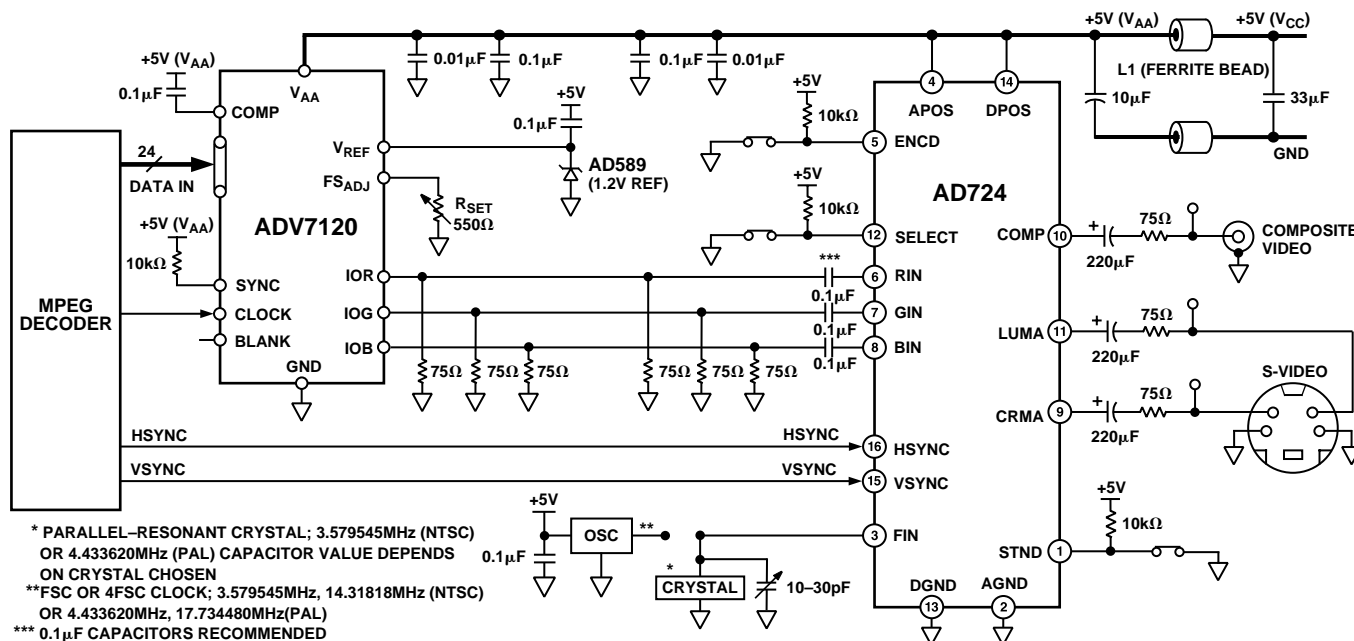 +5V (VAA)
+5V (VCC)
+5V (VAA)
0.1µF
COMP
VAA
0.01µF
0.1µF
0.1µF
0.01µF
L1 (FERRITE BEAD)
10µF
33µF
GND
+5V
0.1µF
VREF
AD589
(1.2V REF)
FSADJ
RSET
550Ω
24
DATA IN
ADV7120
+5V (VAA)
10kΩ
SYNC
CLOCK
BLANK
GND
MPEG
DECODER
IOR
IOG
IOB
75Ω
75Ω
75Ω
75Ω
75Ω
75Ω
***
0.1µF
0.1µF
0.1µF
+5V
10kΩ
+5V
10kΩ
4
APOS
14
DPOS
5
ENCD
AD724
12
SELECT
6
RIN
7
GIN
8
BIN
COMP
10
+
220µF
75Ω
COMPOSITE
VIDEO
LUMA
11
+
220µF
75Ω
S-VIDEO
CRMA
9
+
220µF
75Ω
HSYNC
HSYNC
16
HSYNC
VSYNC
VSYNC
15
VSYNC
+5V
0.1µF
OSC
**
3
FIN
*
CRYSTAL
10–30pF
+5V
10kΩ
STND
1
DGND
13
AGND
2
* PARALLEL–RESONANT CRYSTAL; 3.579545MHz (NTSC)
OR 4.433620MHz (PAL) CAPACITOR VALUE DEPENDS
ON CRYSTAL CHOSEN
**FSC OR 4FSC CLOCK; 3.579545MHz, 14.31818MHz (NTSC)
OR 4.433620MHz, 17.734480MHz(PAL)
*** 0.1µF CAPACITORS RECOMMENDED